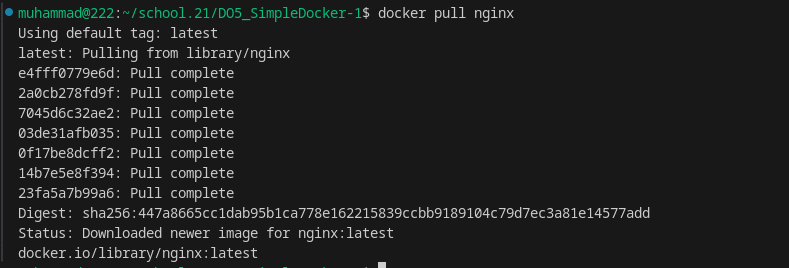 muhammad@222:~/school.21/DO5_SimpleDocker-1$ docker pull nginx
Using default tag: latest
latest: Pulling from library/nginx
e4fff0779e6d: Pull complete
2a0cb278fd9f: Pull complete
7045d6c32ae2: Pull complete
03de31afb035: Pull complete
0f17be8dcff2: Pull complete
14b7e5e8f394: Pull complete
23fa5a7b99a6: Pull complete
Digest: sha256:447a8665cc1dab95b1ca778e162215839ccbb9189104c79d7ec3a81e14577add
Status: Downloaded newer image for nginx:latest
docker.io/library/nginx:latest